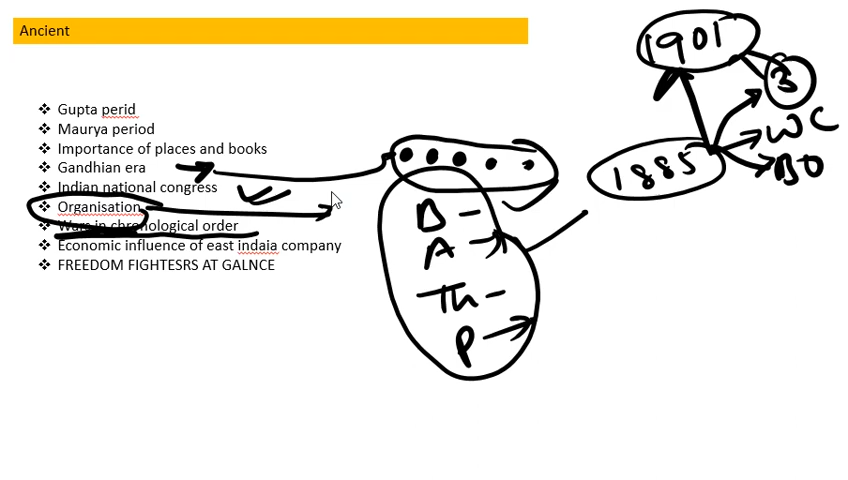 Ancient
❖ Gupta perid
❖ Maurya period
❖ Importance of places and books
❖ Gandhian era
❖ Indian national congress
❖ Organisation
❖ Wars in chronological order
❖ Economic influence of east indaia company
❖ FREEDOM FIGHTESRS AT GALNCE
1901
3
WC
1885
BO
B -
A -
Th -
P